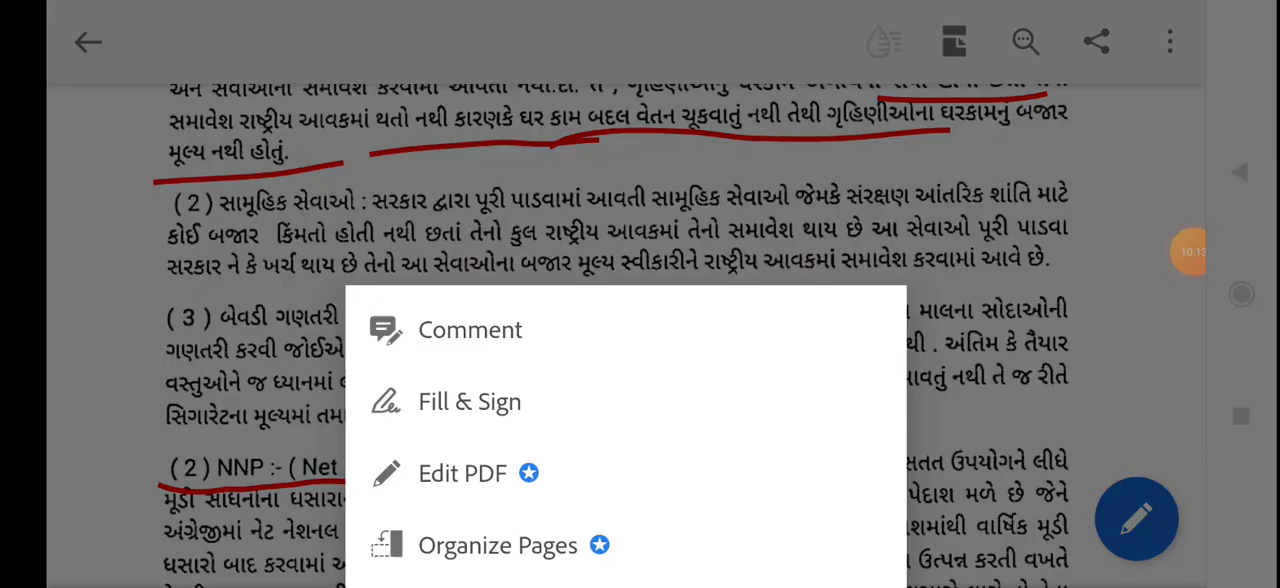 સમાવેશ રાષ્ટ્રીય આવકમાં થતો નથી કારણકે ઘર કામ બદલ વેતન ચૂકવાતું નથી તેથી ગૃહિણીઓના ઘરકામનું બજાર
મૂલ્ય નથી હોતું.
( 2 ) સામૂહિક સેવાઓ : સરકાર દ્વારા પૂરી પાડવામાં આવતી સામૂહિક સેવાઓ જેમકે સંરક્ષણ આંતરિક શાંતિ માટે
કોઈ બજાર કિંમતો હોતી નથી છતાં તેનો કુલ રાષ્ટ્રીય આવકમાં તેનો સમાવેશ થાય છે આ સેવાઓ પૂરી પાડવા
સરકાર ને કે ખર્ચ થાય છે તેનો આ સેવાઓના બજાર મૂલ્ય સ્વીકારીને રાષ્ટ્રીય આવકમાં સમાવેશ કરવામાં આવે છે.
10:13
( 3 ) બેવડી ગણતરી માલના સોદાઓની
ગણતરી કરવી જોઈએ થી . અંતિમ કે તૈયાર
વસ્તુઓને જ ધ્યાનમાં આવતું નથી તે જ રીતે
સિગારેટના મૂલ્યમાં
( 2 ) NNP :- ( Net સતત ઉપયોગને લીધે
મૂડી સાધનોના પેદાશ મળે છે જેને
અંગ્રેજીમાં નેટ નેશનલ વાર્ષિક મૂડી
ધસારો બાદ કરવામાં ઉત્પન્ન કરતી વખતે
Comment
Fill & Sign
Edit PDF
Organize Pages